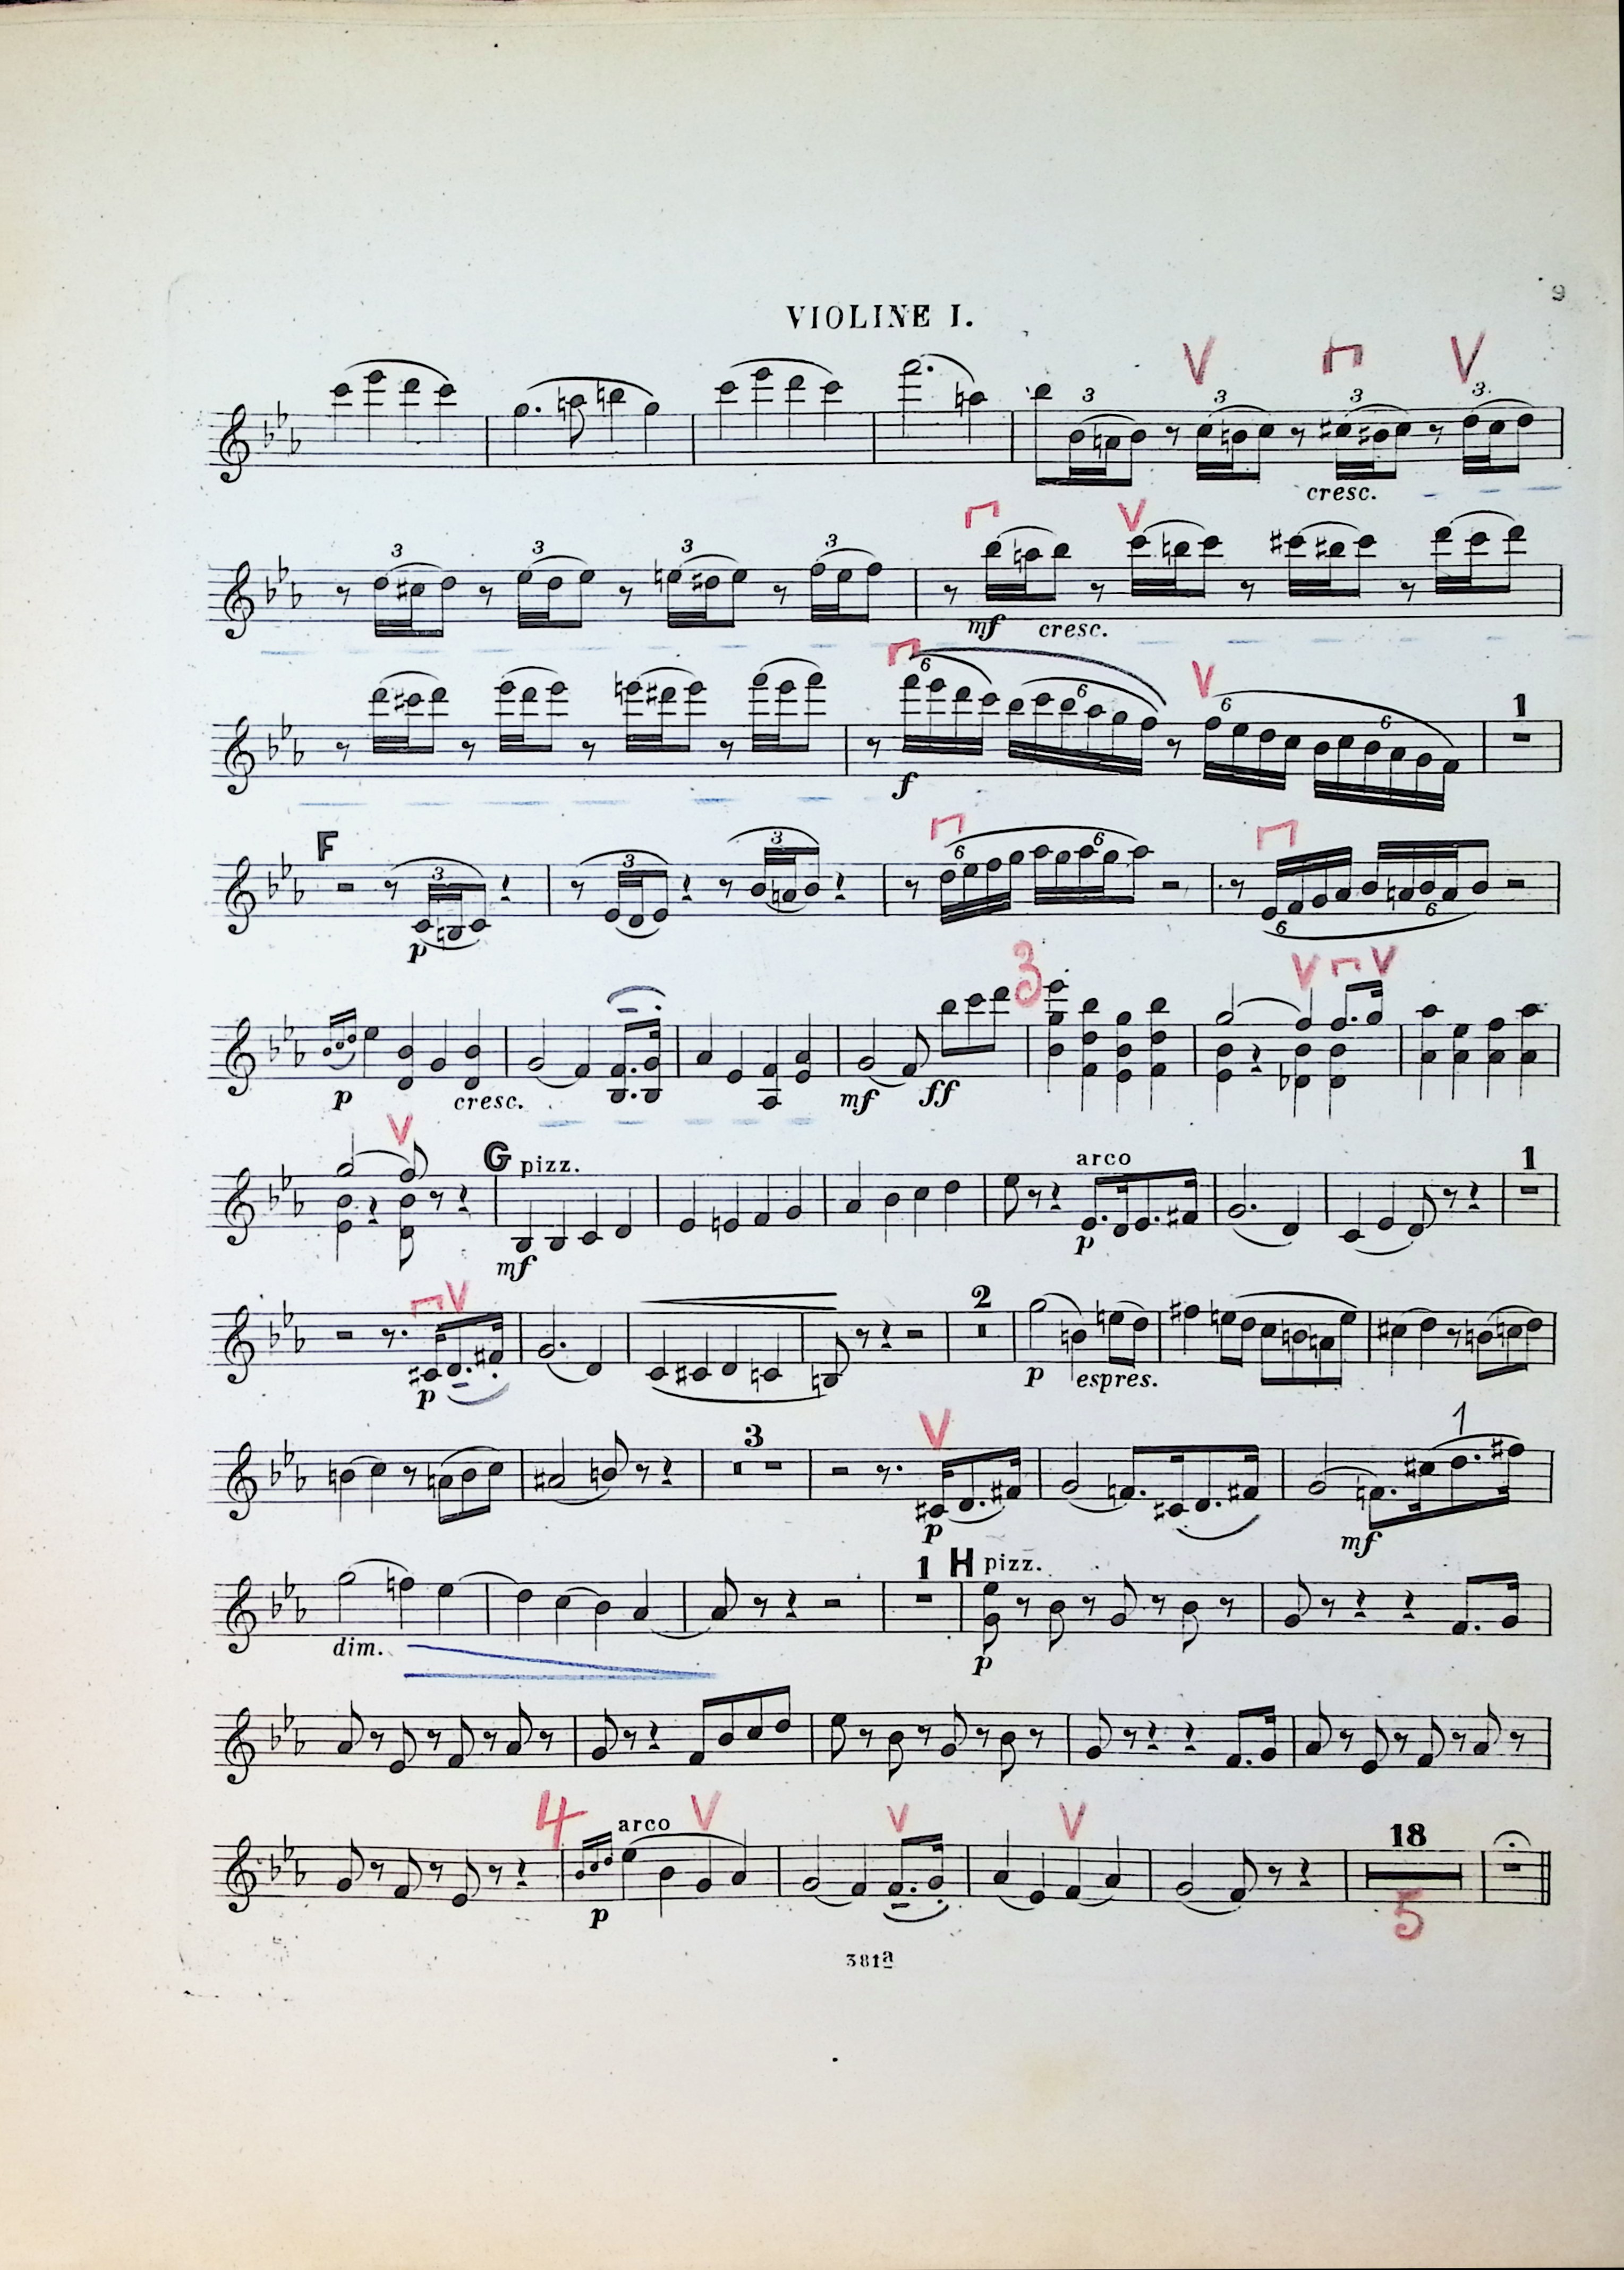 9
VIOLINE I.
V V
3 3 3 3
cresc.
3 3 3 3
V
mf cresc.
6 6 V 6 6 1
f
F 3 3 3 6 6
p 6 6
3 V V
p cresc. mf ff
V
G pizz. arco 1
mf p
V 2
p p espres.
3 V 1
p mf
1 H pizz.
dim. p
4 arco V V V 18
p 5
381a